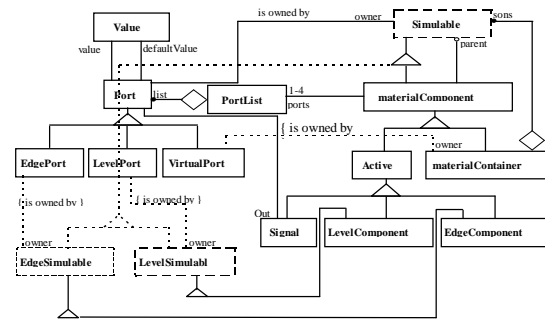 is owned by
owner
Simulable
sons
Value
value
defaultValue
parent
Port
list
PortList
1-4
ports
materialComponent
{ is owned by
owner
EdgePort
LevelPort
VirtualPort
Active
materialContainer
{ is owned by }
{ is owned by }
Out
Signal
LevelComponent
EdgeComponent
owner
owner
EdgeSimulable
LevelSimulabl